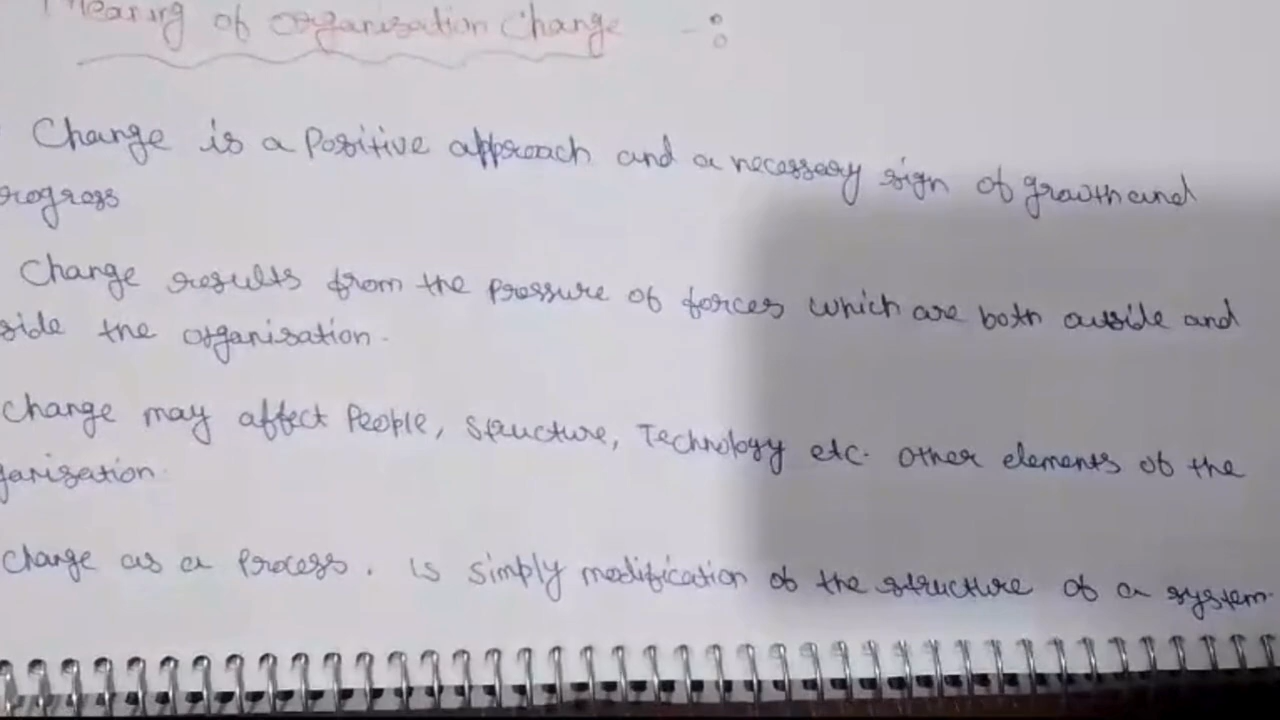 Meaning of Organisation Change -:
Change is a Positive approach and a necessary sign of growth and
rogress
Change results from the pressure of forces which are both outside and
side the organisation.
Change may affect People, Structure, Technology etc. other elements of the
ganisation.
Change as a Process. is simply modification of the structure of a system.